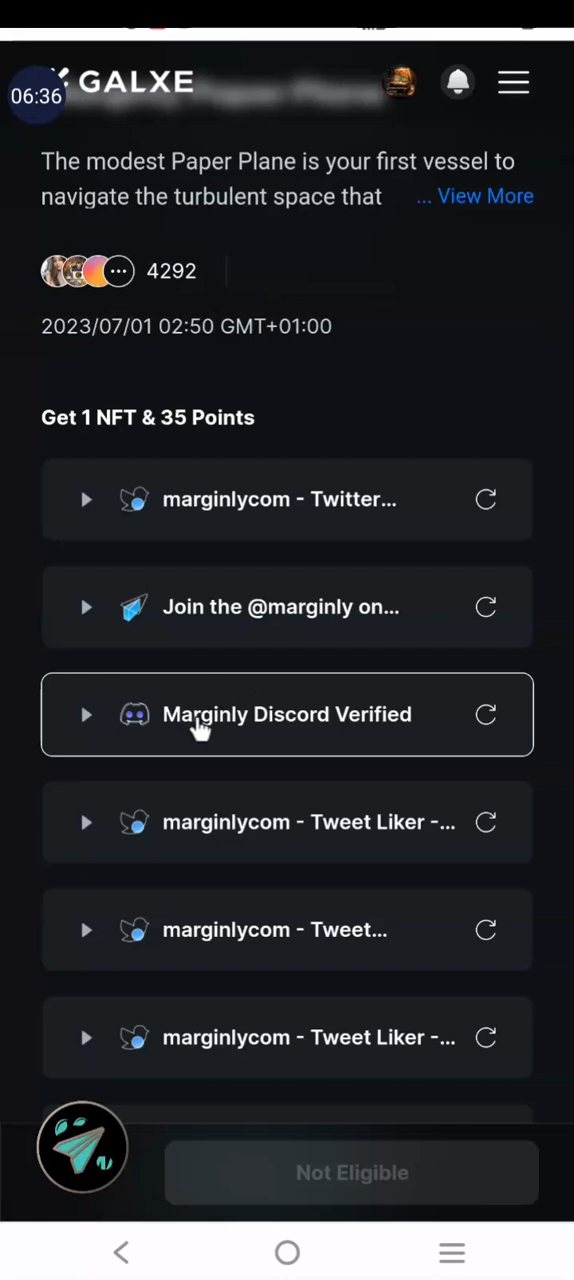 GALXE
06:36
The modest Paper Plane is your first vessel to
navigate the turbulent space that ... View More
4292
2023/07/01 02:50 GMT+01:00
Get 1 NFT & 35 Points
marginlycom - Twitter...
Join the @marginly on...
Marginly Discord Verified
marginlycom - Tweet Liker -...
marginlycom - Tweet...
marginlycom - Tweet Liker -...
Not Eligible